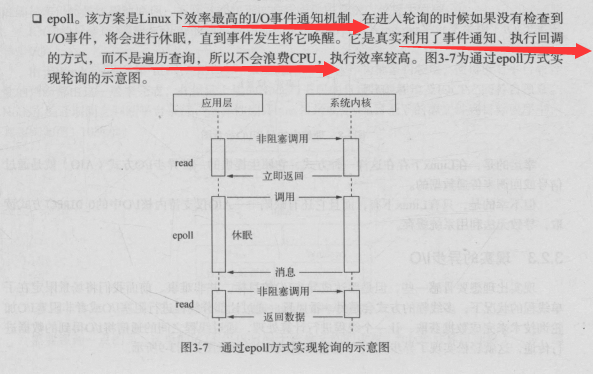 ❑ epoll。该方案是Linux下效率最高的I/O事件通知机制，在进入轮询的时候如果没有检查到
I/O事件，将会进行休眠，直到事件发生将它唤醒。它是真实利用了事件通知、执行回调
的方式，而不是遍历查询，所以不会浪费CPU，执行效率较高。图3-7为通过epoll方式实
现轮询的示意图。
应用层
系统内核
非阻塞调用
read
立即返回
调用
epoll
休眠
消息
非阻塞调用
read
返回数据
图3-7 通过epoll方式实现轮询的示意图